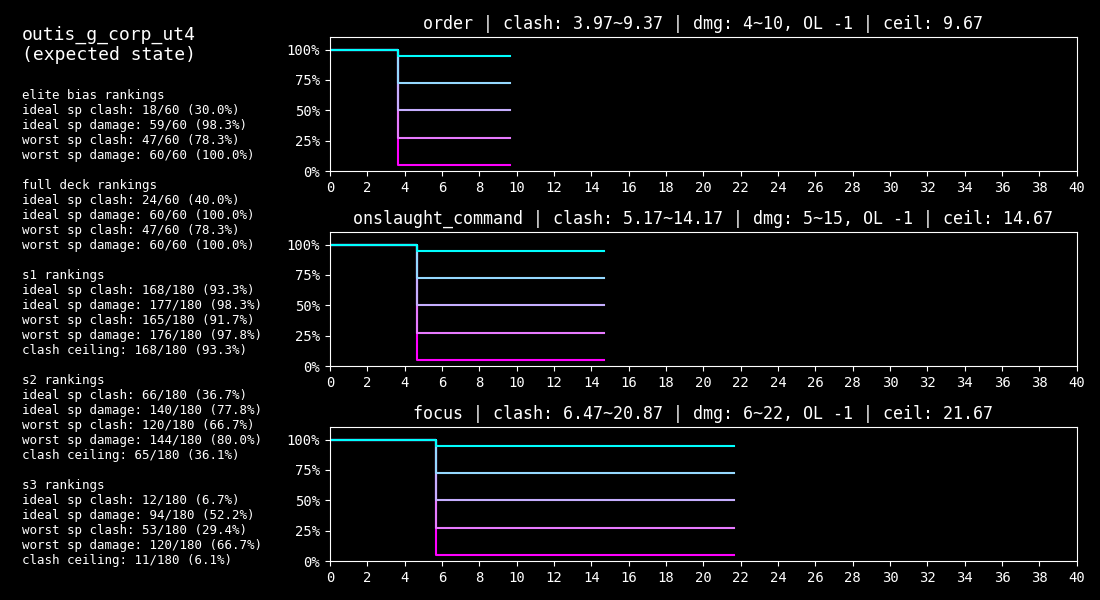 outis_g_corp_ut4
(expected state)
elite bias rankings
ideal sp clash: 18/60 (30.0%)
ideal sp damage: 59/60 (98.3%)
worst sp clash: 47/60 (78.3%)
worst sp damage: 60/60 (100.0%)
full deck rankings
ideal sp clash: 24/60 (40.0%)
ideal sp damage: 60/60 (100.0%)
worst sp clash: 47/60 (78.3%)
worst sp damage: 60/60 (100.0%)
s1 rankings
ideal sp clash: 168/180 (93.3%)
ideal sp damage: 177/180 (98.3%)
worst sp clash: 165/180 (91.7%)
worst sp damage: 176/180 (97.8%)
clash ceiling: 168/180 (93.3%)
s2 rankings
ideal sp clash: 66/180 (36.7%)
ideal sp damage: 140/180 (77.8%)
worst sp clash: 120/180 (66.7%)
worst sp damage: 144/180 (80.0%)
clash ceiling: 65/180 (36.1%)
s3 rankings
ideal sp clash: 12/180 (6.7%)
ideal sp damage: 94/180 (52.2%)
worst sp clash: 53/180 (29.4%)
worst sp damage: 120/180 (66.7%)
clash ceiling: 11/180 (6.1%)
order | clash: 3.97~9.37 | dmg: 4~10, OL -1 | ceil: 9.67
100%
75%
50%
25%
0%
0 2 4 6 8 10 12 14 16 18 20 22 24 26 28 30 32 34 36 38 40
onslaught_command | clash: 5.17~14.17 | dmg: 5~15, OL -1 | ceil: 14.67
100%
75%
50%
25%
0%
0 2 4 6 8 10 12 14 16 18 20 22 24 26 28 30 32 34 36 38 40
focus | clash: 6.47~20.87 | dmg: 6~22, OL -1 | ceil: 21.67
100%
75%
50%
25%
0%
0 2 4 6 8 10 12 14 16 18 20 22 24 26 28 30 32 34 36 38 40